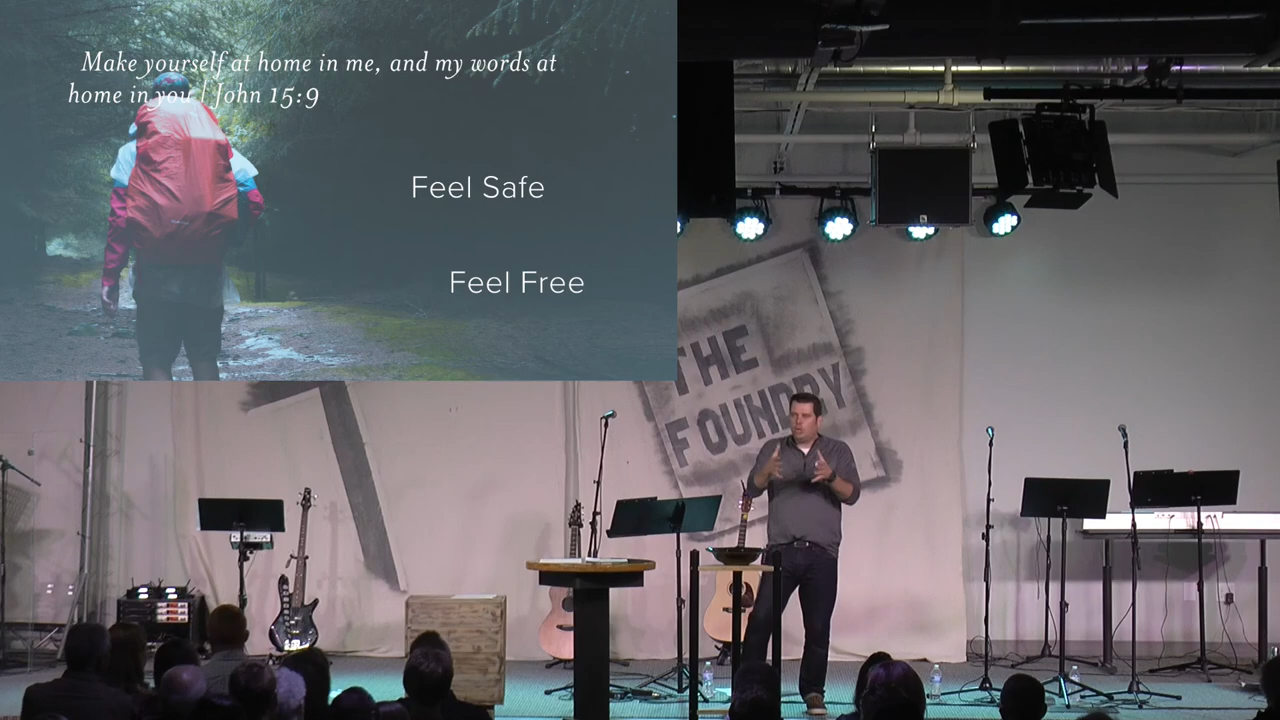 Make yourself at home in me, and my words at
home in you | John 15:9
Feel Safe
Feel Free
THE
FOUNDRY